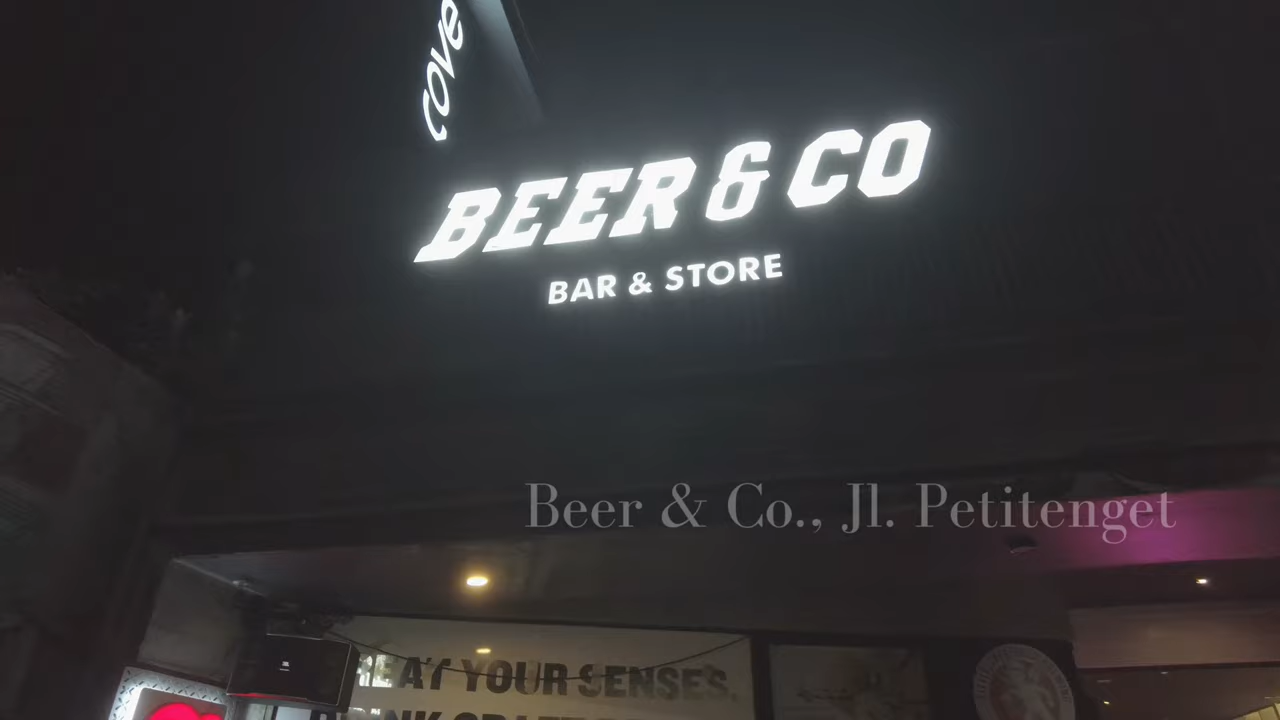 cove
BEER & CO
BAR & STORE
Beer & Co., Jl. Petitenget
YOUR SENSES,